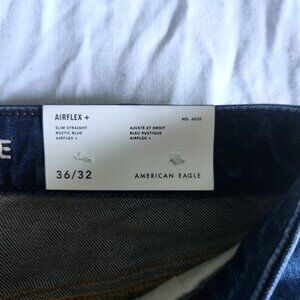 AIRFLEX +
NO. 6020
SLIM STRAIGHT
RUSTIC BLUE
AIRFLEX +
AJUSTÉ ET DROIT
BLEU RUSTIQUE
AIRFLEX +
E
36/32
AMERICAN EAGLE